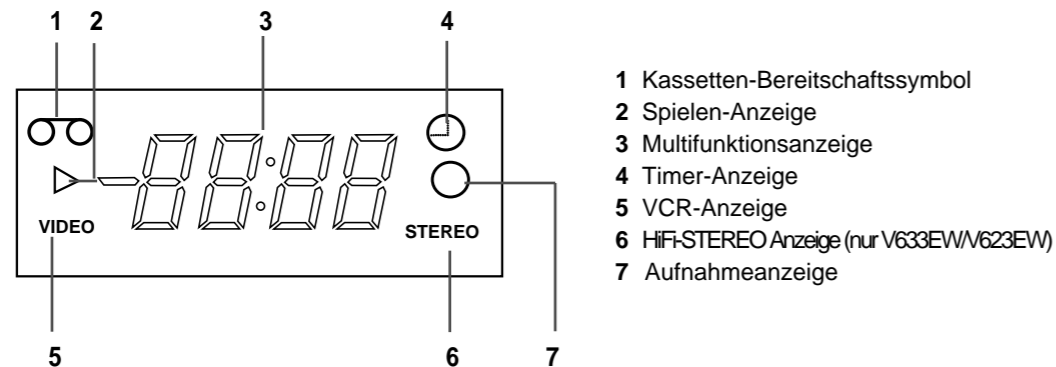 1 2 3 4
VIDEO
STEREO
5 6 7
1 Kassetten-Bereitschaftssymbol
2 Spielen-Anzeige
3 Multifunktionsanzeige
4 Timer-Anzeige
5 VCR-Anzeige
6 HiFi-STEREO Anzeige (nur V633EW/V623EW)
7 Aufnahmeanzeige